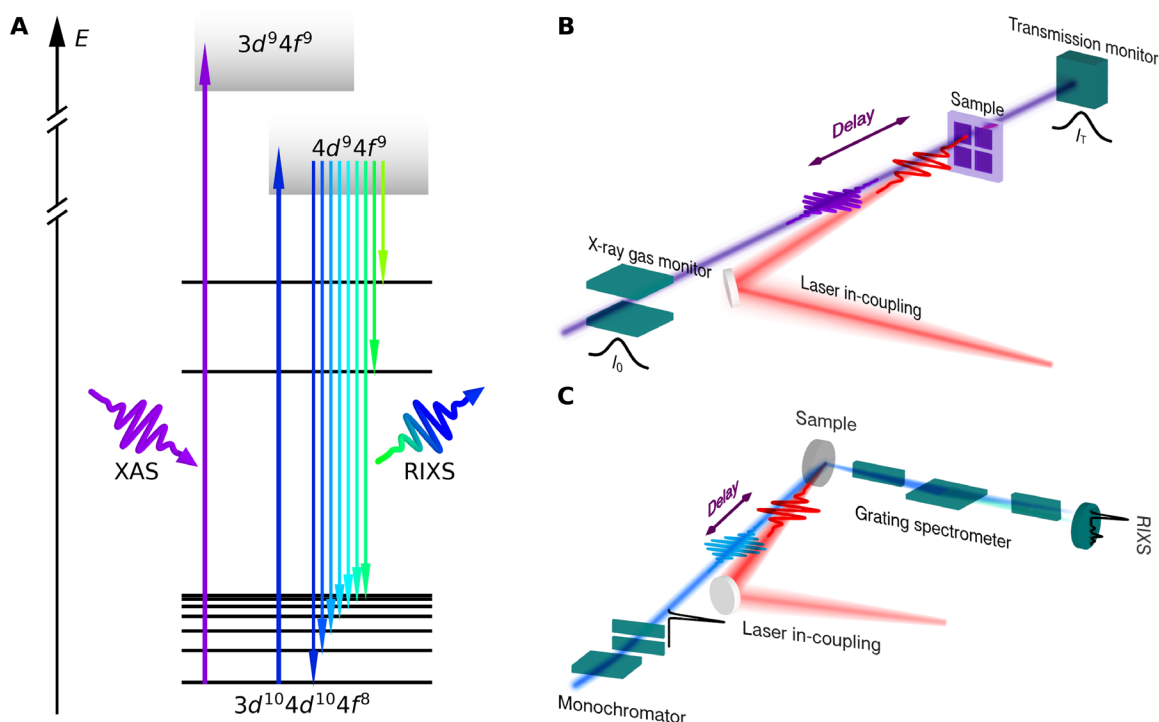 A
E
3d⁹4f⁹
4d⁹4f⁹
XAS
RIXS
3d¹⁰4d¹⁰4f⁸
B
Transmission monitor
Sample
Delay
I_T
X-ray gas monitor
Laser in-coupling
I₀
C
Sample
Delay
Grating spectrometer
RIXS
Laser in-coupling
Monochromator